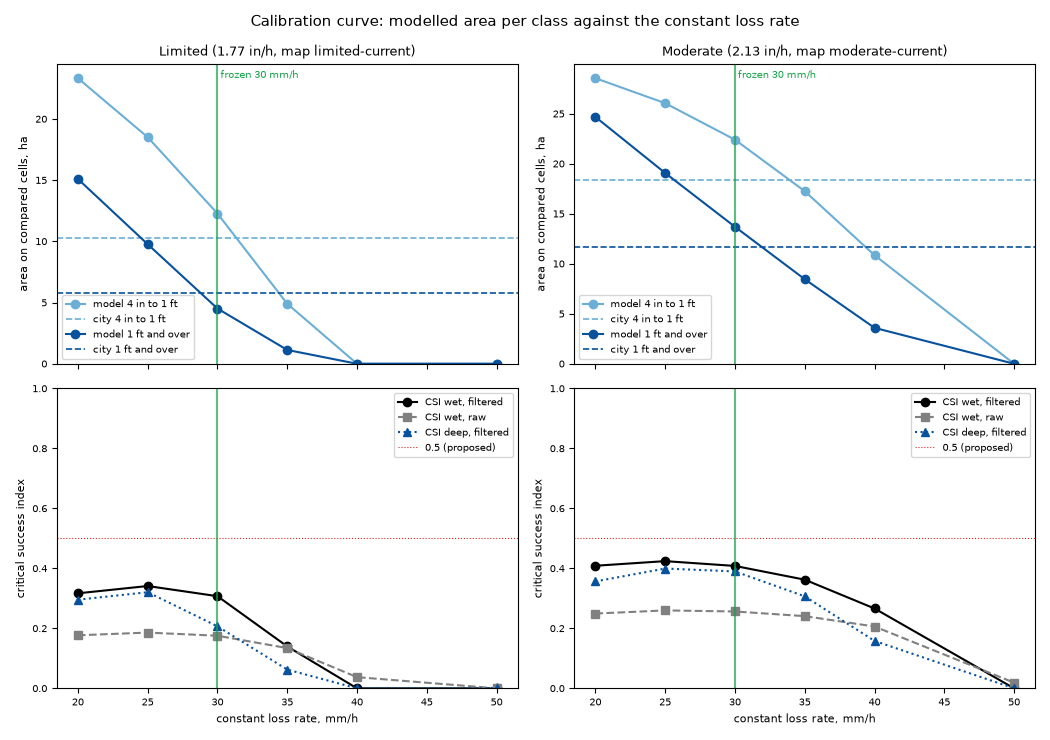 Calibration curve: modelled area per class against the constant loss rate
Limited (1.77 in/h, map limited-current)
frozen 30 mm/h
area on compared cells, ha
20
15
10
5
0
model 4 in to 1 ft
city 4 in to 1 ft
model 1 ft and over
city 1 ft and over
Moderate (2.13 in/h, map moderate-current)
frozen 30 mm/h
area on compared cells, ha
25
20
15
10
5
0
model 4 in to 1 ft
city 4 in to 1 ft
model 1 ft and over
city 1 ft and over
critical success index
1.0
0.8
0.6
0.4
0.2
0.0
CSI wet, filtered
CSI wet, raw
CSI deep, filtered
0.5 (proposed)
20 25 30 35 40 45 50
constant loss rate, mm/h
critical success index
1.0
0.8
0.6
0.4
0.2
0.0
CSI wet, filtered
CSI wet, raw
CSI deep, filtered
0.5 (proposed)
20 25 30 35 40 45 50
constant loss rate, mm/h